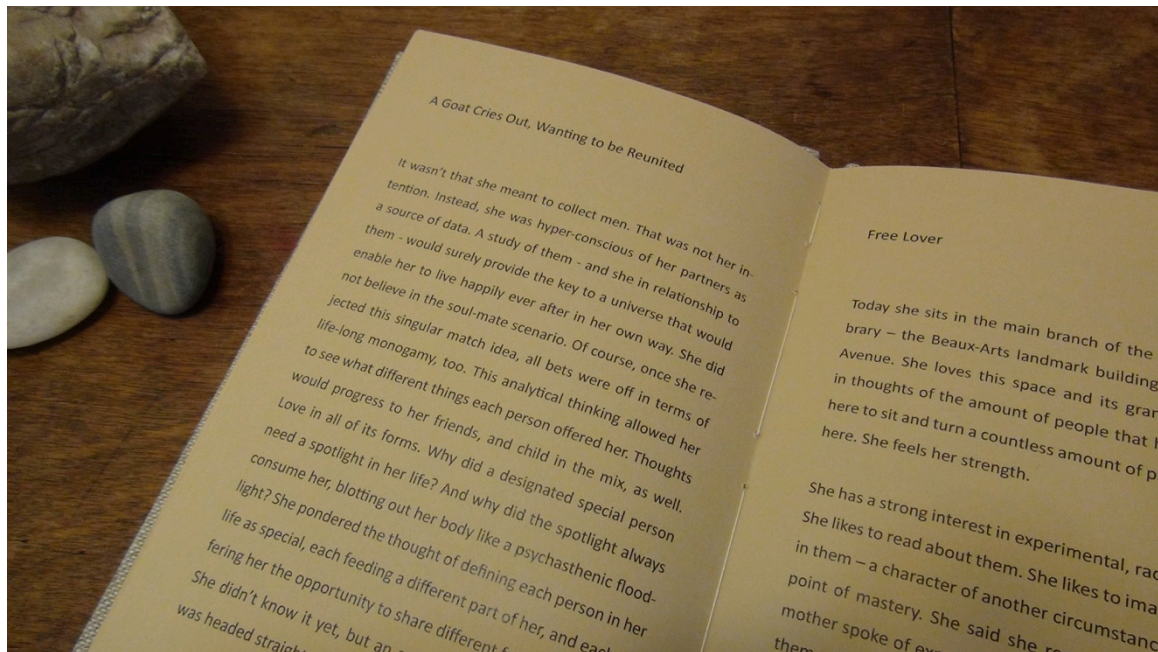 A Goat Cries Out, Wanting to be Reunited
It wasn't that she meant to collect men. That was not her in-
tention. Instead, she was hyper-conscious of her partners as
a source of data. A study of them - and she in relationship to
them - would surely provide the key to a universe that would
enable her to live happily ever after in her own way. She did
not believe in the soul-mate scenario. Of course, once she re-
jected this singular match idea, all bets were off in terms of
life-long monogamy, too. This analytical thinking allowed her
to see what different things each person offered her. Thoughts
would progress to her friends, and child in the mix, as well.
Love in all of its forms. Why did a designated special person
need a spotlight in her life? And why did the spotlight always
consume her, blotting out her body like a psychasthenic flood-
light? She pondered the thought of defining each person in her
life as special, each feeding a different part of her, and each
fering her the opportunity to share different
She didn't know it yet, but an
was headed
Free Lover
Today she sits in the main branch of the
brary – the Beaux-Arts landmark building
Avenue. She loves this space and its
in thoughts of the amount of people that
here to sit and turn a countless amount of
here. She feels her strength.
She has a strong interest in experimental,
She likes to read about them. She likes to
in them – a character of another
point of mastery. She said she
mother spoke of
them